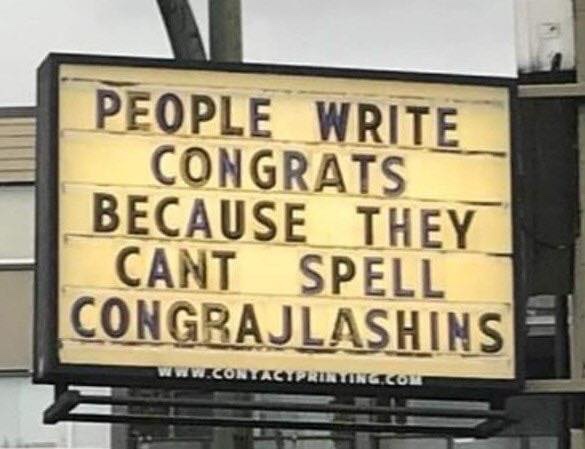 PEOPLE WRITE
CONGRATS
BECAUSE THEY
CANT SPELL
CONGRAJLASHINS
WWW.CONTACTPRINTING.COM